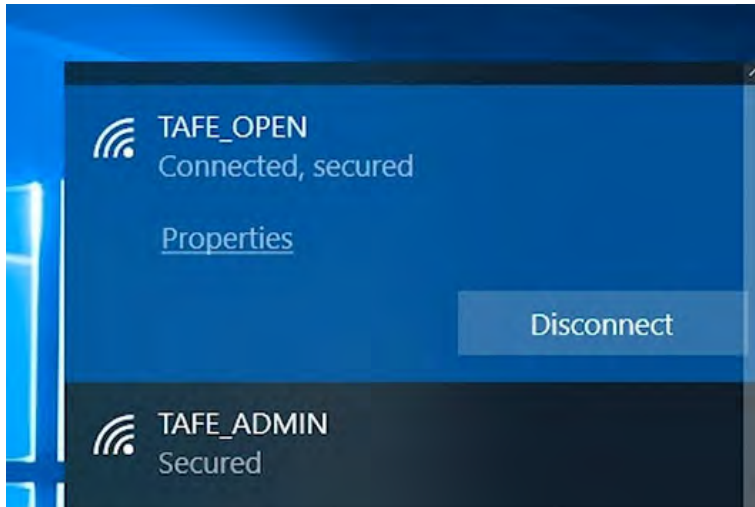 TAFE_OPEN
Connected, secured
Properties
Disconnect
TAFE_ADMIN
Secured